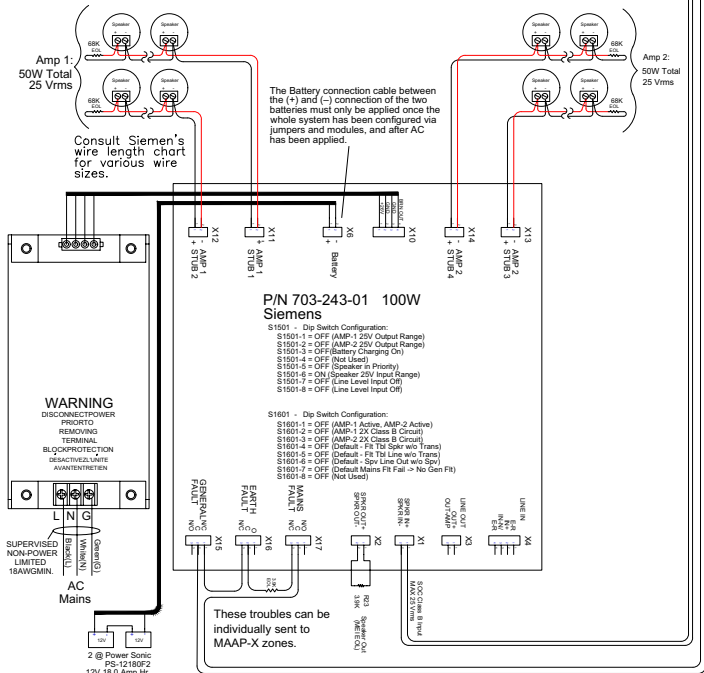 Speaker
Speaker
68K
EOL
Speaker
Speaker
68K
EOL
Amp 1:
50W Total
25 Vrms
Consult Siemen's
wire length chart
for various wire
sizes.
The Battery connection cable between
the (+) and (–) connection of the two
batteries must only be applied once the
whole system has been configured via
jumpers and modules, and after AC
has been applied.
Speaker
Speaker
68K
EOL
Speaker
Speaker
68K
EOL
Amp 2:
50W Total
25 Vrms
X12
+ -
AMP 1
STUB 2
X11
+ -
AMP 1
STUB 1
X6
+ -
Battery
+26V
GND
GND
BRN OUT
X10
X14
+ -
AMP 2
STUB 4
X13
+ -
AMP 2
STUB 3
P/N 703-243-01 100W
Siemens
S1501 - Dip Switch Configuration:
S1501-1 = OFF (AMP-1 25V Output Range)
S1501-2 = OFF (AMP-2 25V Output Range)
S1501-3 = OFF(Battery Charging On)
S1501-4 = OFF (Not Used)
S1501-5 = OFF (Speaker in Priority)
S1501-6 = ON (Speaker 25V Input Range)
S1501-7 = OFF (Line Level Input Off)
S1501-8 = OFF (Line Level Input Off)
S1601 - Dip Switch Configuration:
S1601-1 = OFF (AMP-1 Active, AMP-2 Active)
S1601-2 = OFF (AMP-1 2X Class B Circuit)
S1601-3 = OFF (AMP-2 2X Class B Circuit)
S1601-4 = OFF (Default - Flt Tbl Spkr w/o Trans)
S1601-5 = OFF (Default - Flt Tbl Line w/o Trans)
S1601-6 = OFF (Default - Spv Line Out w/o Spv)
S1601-7 = OFF (Default Mains Flt Fail -> No Gen Flt)
S1601-8 = OFF (Not Used)
WARNING
DISCONNECTPOWER
PRIORTO
REMOVING
TERMINAL
BLOCKPROTECTION
DÉSACTIVEZL'UNITE
AVANTENTRETIEN
L N G
SUPERVISED
NON-POWER
LIMITED
18AWGMIN.
Black(L)
White(N)
Green(G)
AC
Mains
GENERAL
FAULT
N/C
C
N/O
X15
EARTH
FAULT
N/C
C
O
X16
MAINS
FAULT
N/C
C
N/O
X17
SPKR OUT+
SPKR OUT-
X2
SPKR IN+
SPKR IN-
X1
LINE OUT
OUT+
OUT-AMP
X3
LINE IN
E-R
IN+
IN-N/
E-R
X4
3.9K
EOL
R23
3.9K
Speaker Out
(MEI EOL)
SOC Class B Input
MAX 25 Vrms
These troubles can be
individually sent to
MAAP-X zones.
12V
12V
2 @ Power Sonic
PS-12180F2
12V 18.0 Amp Hr.